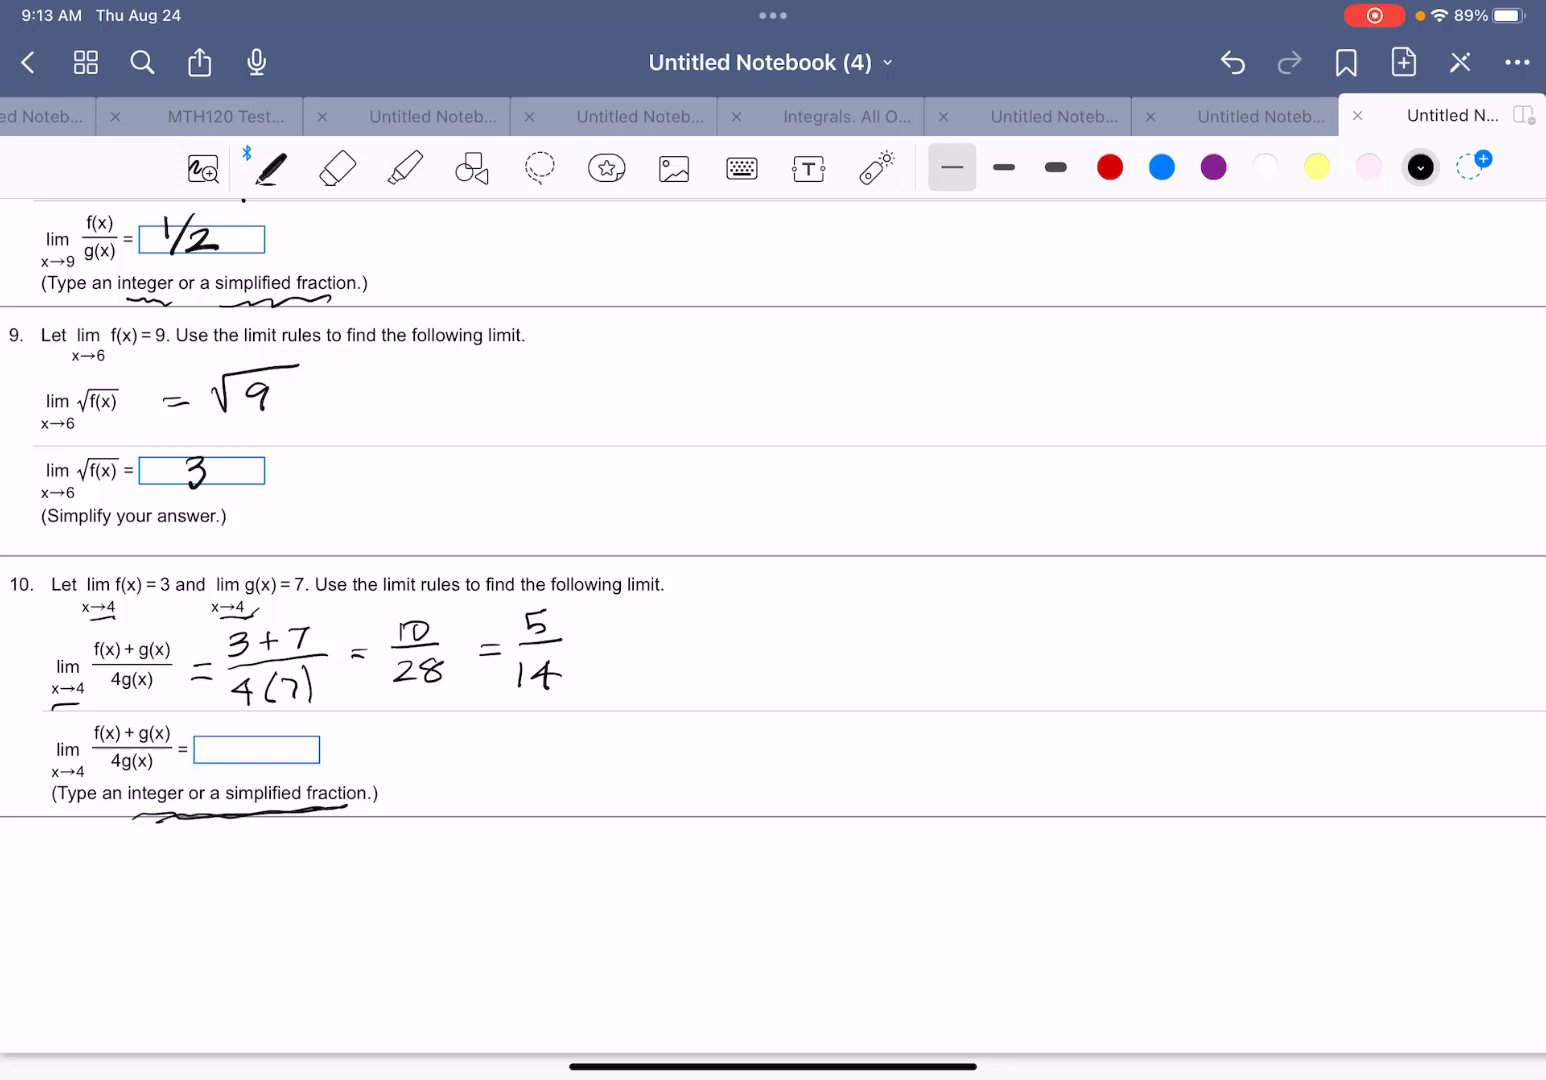 9:13 AM Thu Aug 24
89%
Untitled Notebook (4)
ed Noteb...
MTH120 Test...
Untitled Noteb...
Untitled Noteb...
Integrals. All O...
Untitled Noteb...
Untitled Noteb...
Untitled N...
lim x→9 f(x)/g(x) = 1/2
(Type an integer or a simplified fraction.)
9. Let lim x→6 f(x) = 9. Use the limit rules to find the following limit.
lim x→6 √f(x) = √9
lim x→6 √f(x) = 3
(Simplify your answer.)
10. Let lim x→4 f(x) = 3 and lim x→4 g(x) = 7. Use the limit rules to find the following limit.
lim x→4 (f(x) + g(x))/4g(x) = (3 + 7)/4(7) = 10/28 = 5/14
lim x→4 (f(x) + g(x))/4g(x) =
(Type an integer or a simplified fraction.)